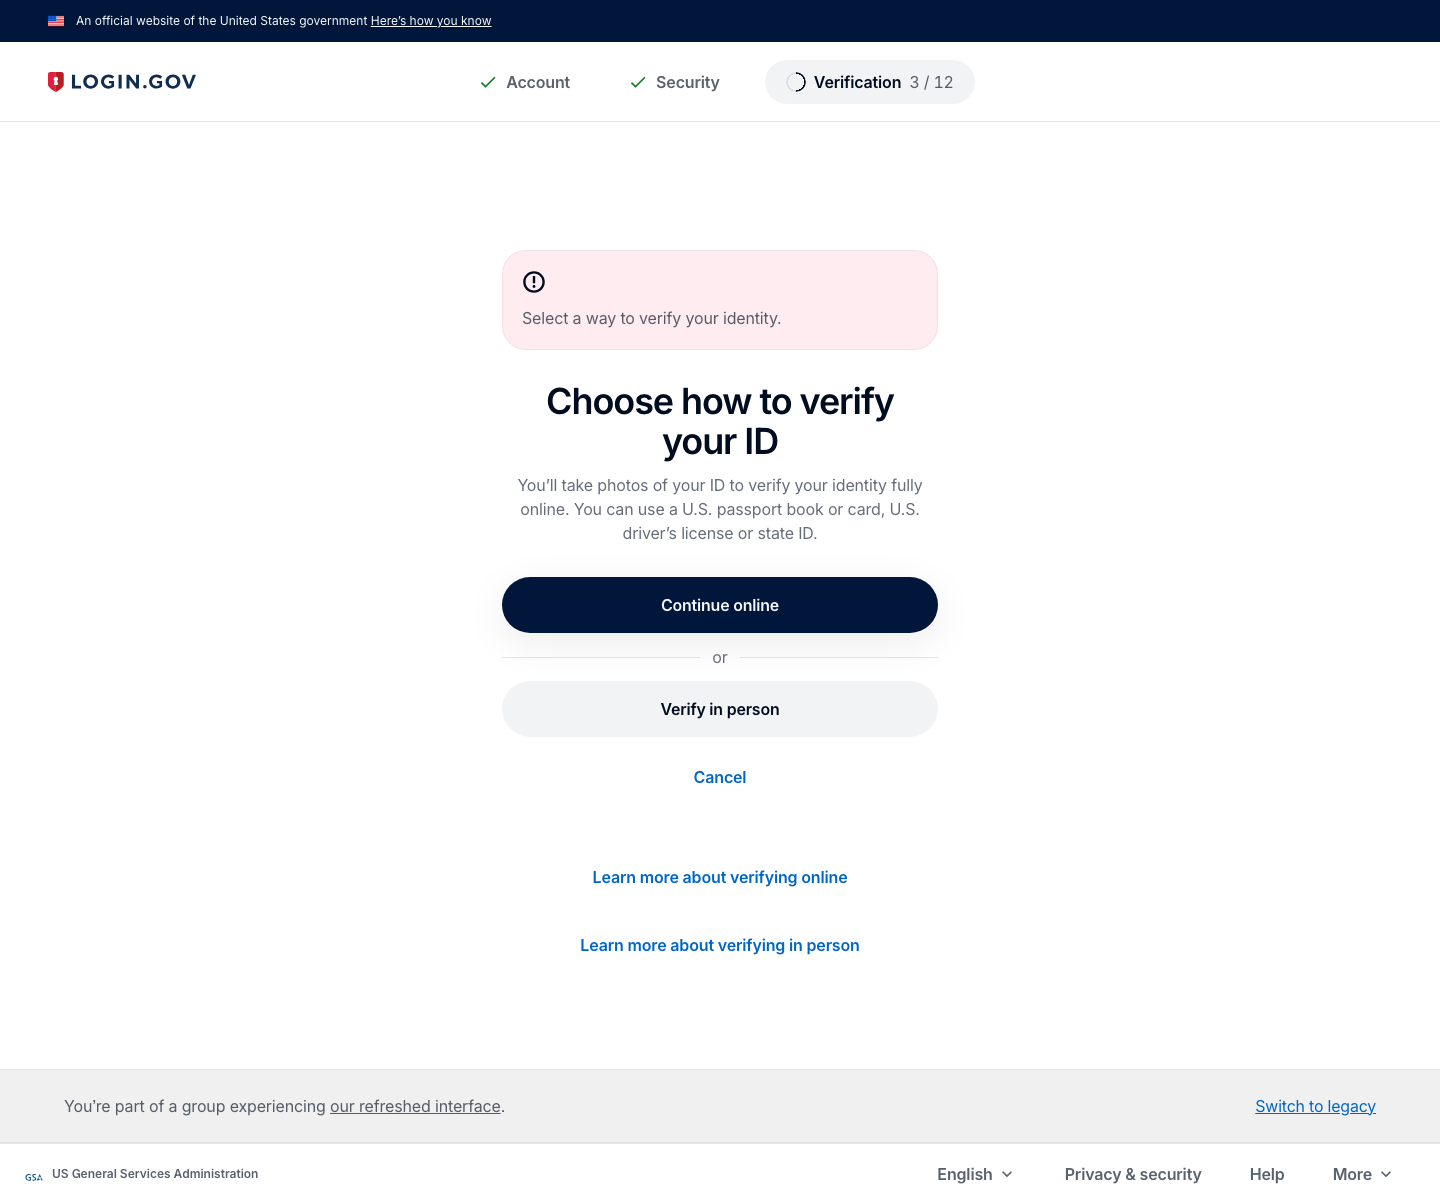 An official website of the United States government Here’s how you know
LOGIN.GOV
Account
Security
Verification 3 / 12
Select a way to verify your identity.
Choose how to verify
your ID
You’ll take photos of your ID to verify your identity fully
online. You can use a U.S. passport book or card, U.S.
driver’s license or state ID.
Continue online
or
Verify in person
Cancel
Learn more about verifying online
Learn more about verifying in person
You’re part of a group experiencing our refreshed interface.
Switch to legacy
GSA US General Services Administration
English
Privacy & security
Help
More